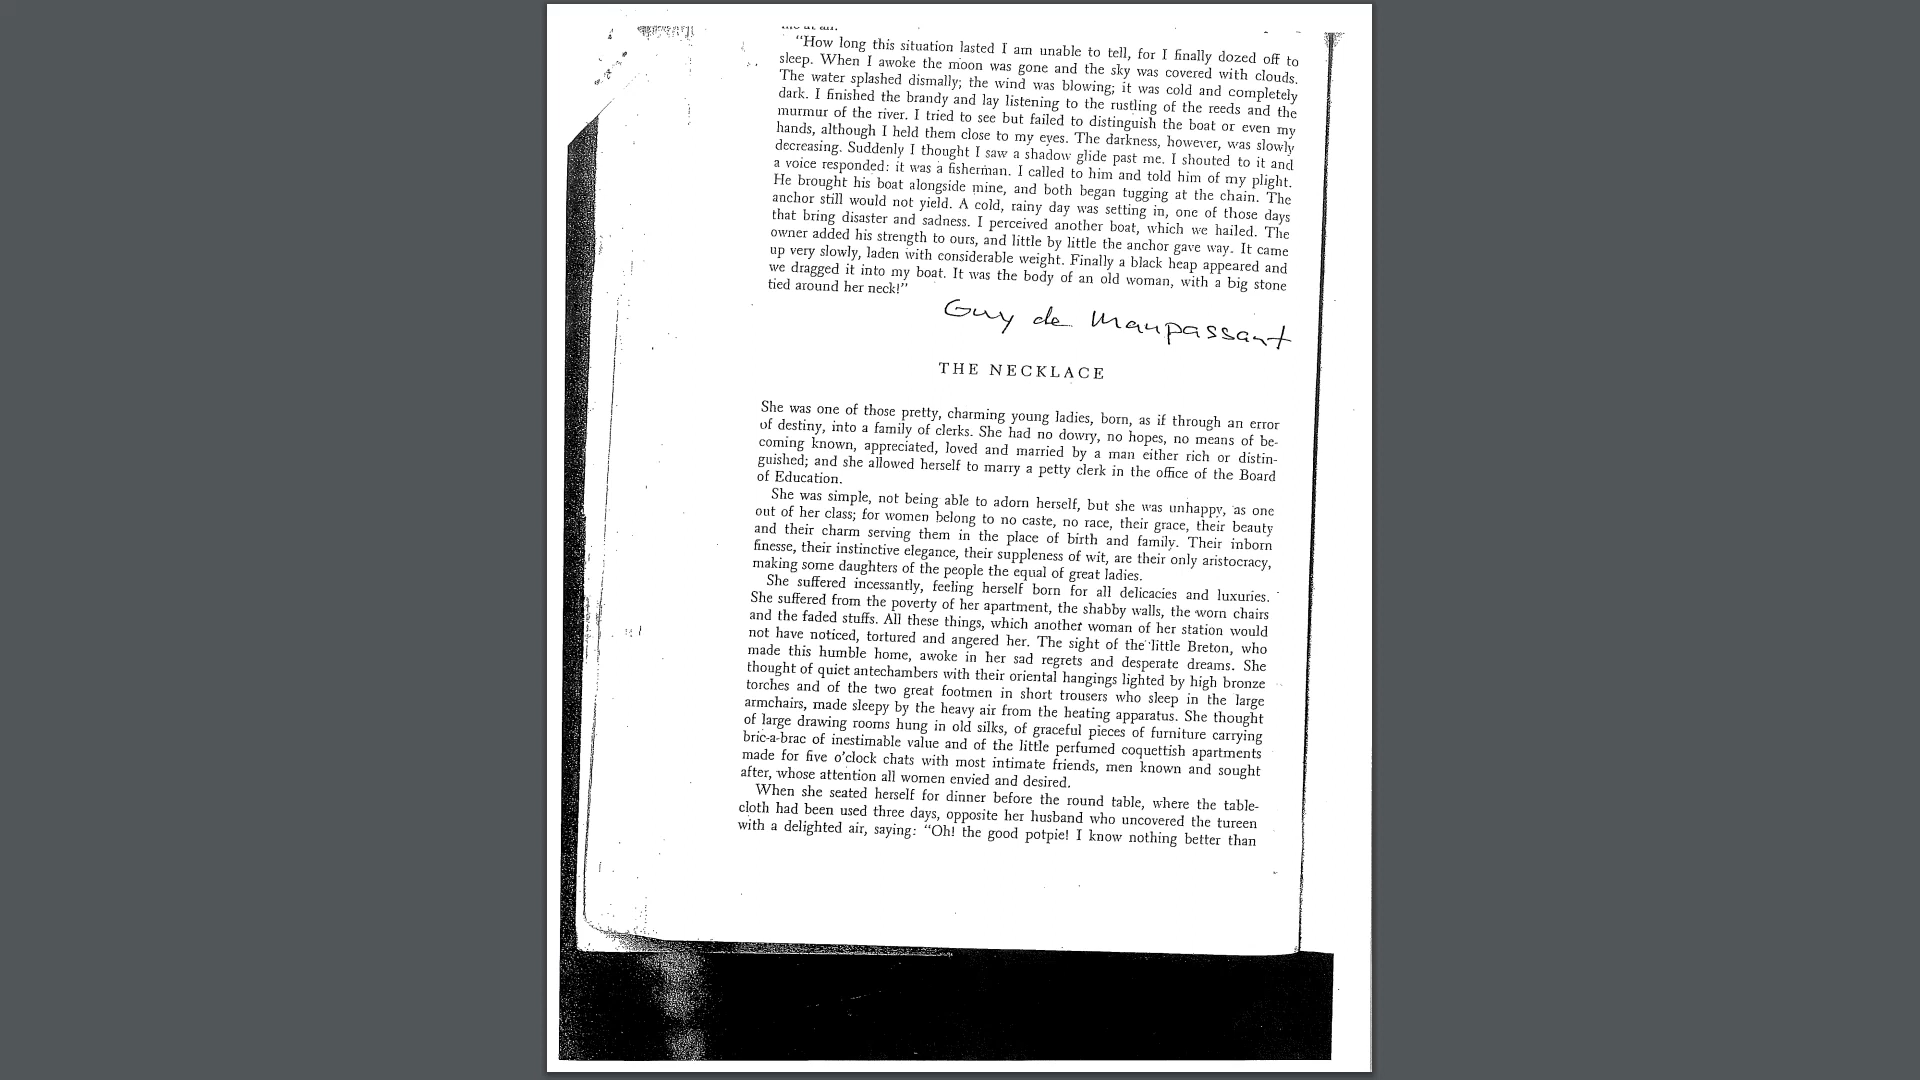 "How long this situation lasted I am unable to tell, for I finally dozed off to
sleep. When I awoke the moon was gone and the sky was covered with clouds.
The water splashed dismally; the wind was blowing; it was cold and completely
dark. I finished the brandy and lay listening to the rustling of the reeds and the
murmur of the river. I tried to see but failed to distinguish the boat or even my
hands, although I held them close to my eyes. The darkness, however, was slowly
decreasing. Suddenly I thought I saw a shadow glide past me. I shouted to it and
a voice responded: it was a fisherman. I called to him and told him of my plight.
He brought his boat alongside mine, and both began tugging at the chain. The
anchor still would not yield. A cold, rainy day was setting in, one of those days
that bring disaster and sadness. I perceived another boat, which we hailed. The
owner added his strength to ours, and little by little the anchor gave way. It came
up very slowly, laden with considerable weight. Finally a black heap appeared and
we dragged it into my boat. It was the body of an old woman, with a big stone
tied around her neck!"
Guy de Maupassant
THE NECKLACE
She was one of those pretty, charming young ladies, born, as if through an error
of destiny, into a family of clerks. She had no dowry, no hopes, no means of be-
coming known, appreciated, loved and married by a man either rich or distin-
guished; and she allowed herself to marry a petty clerk in the office of the Board
of Education.
She was simple, not being able to adorn herself, but she was unhappy, as one
out of her class; for women belong to no caste, no race, their grace, their beauty
and their charm serving them in the place of birth and family. Their inborn
finesse, their instinctive elegance, their suppleness of wit, are their only aristocracy,
making some daughters of the people the equal of great ladies.
She suffered incessantly, feeling herself born for all delicacies and luxuries.
She suffered from the poverty of her apartment, the shabby walls, the worn chairs
and the faded stuffs. All these things, which another woman of her station would
not have noticed, tortured and angered her. The sight of the little Breton, who
made this humble home, awoke in her sad regrets and desperate dreams. She
thought of quiet antechambers with their oriental hangings lighted by high bronze
torches and of the two great footmen in short trousers who sleep in the large
armchairs, made sleepy by the heavy air from the heating apparatus. She thought
of large drawing rooms hung in old silks, of graceful pieces of furniture carrying
bric-a-brac of inestimable value and of the little perfumed coquettish apartments
made for five o'clock chats with most intimate friends, men known and sought
after, whose attention all women envied and desired.
When she seated herself for dinner before the round table, where the table-
cloth had been used three days, opposite her husband who uncovered the tureen
with a delighted air, saying: "Oh! the good potpie! I know nothing better than